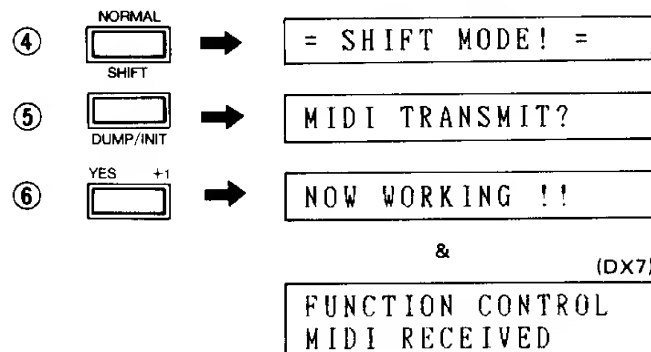 NORMAL
④ = SHIFT MODE! =
SHIFT
⑤ MIDI TRANSMIT?
DUMP/INIT
YES +1
⑥ NOW WORKING !!
&
(DX7)
FUNCTION CONTROL
MIDI RECEIVED